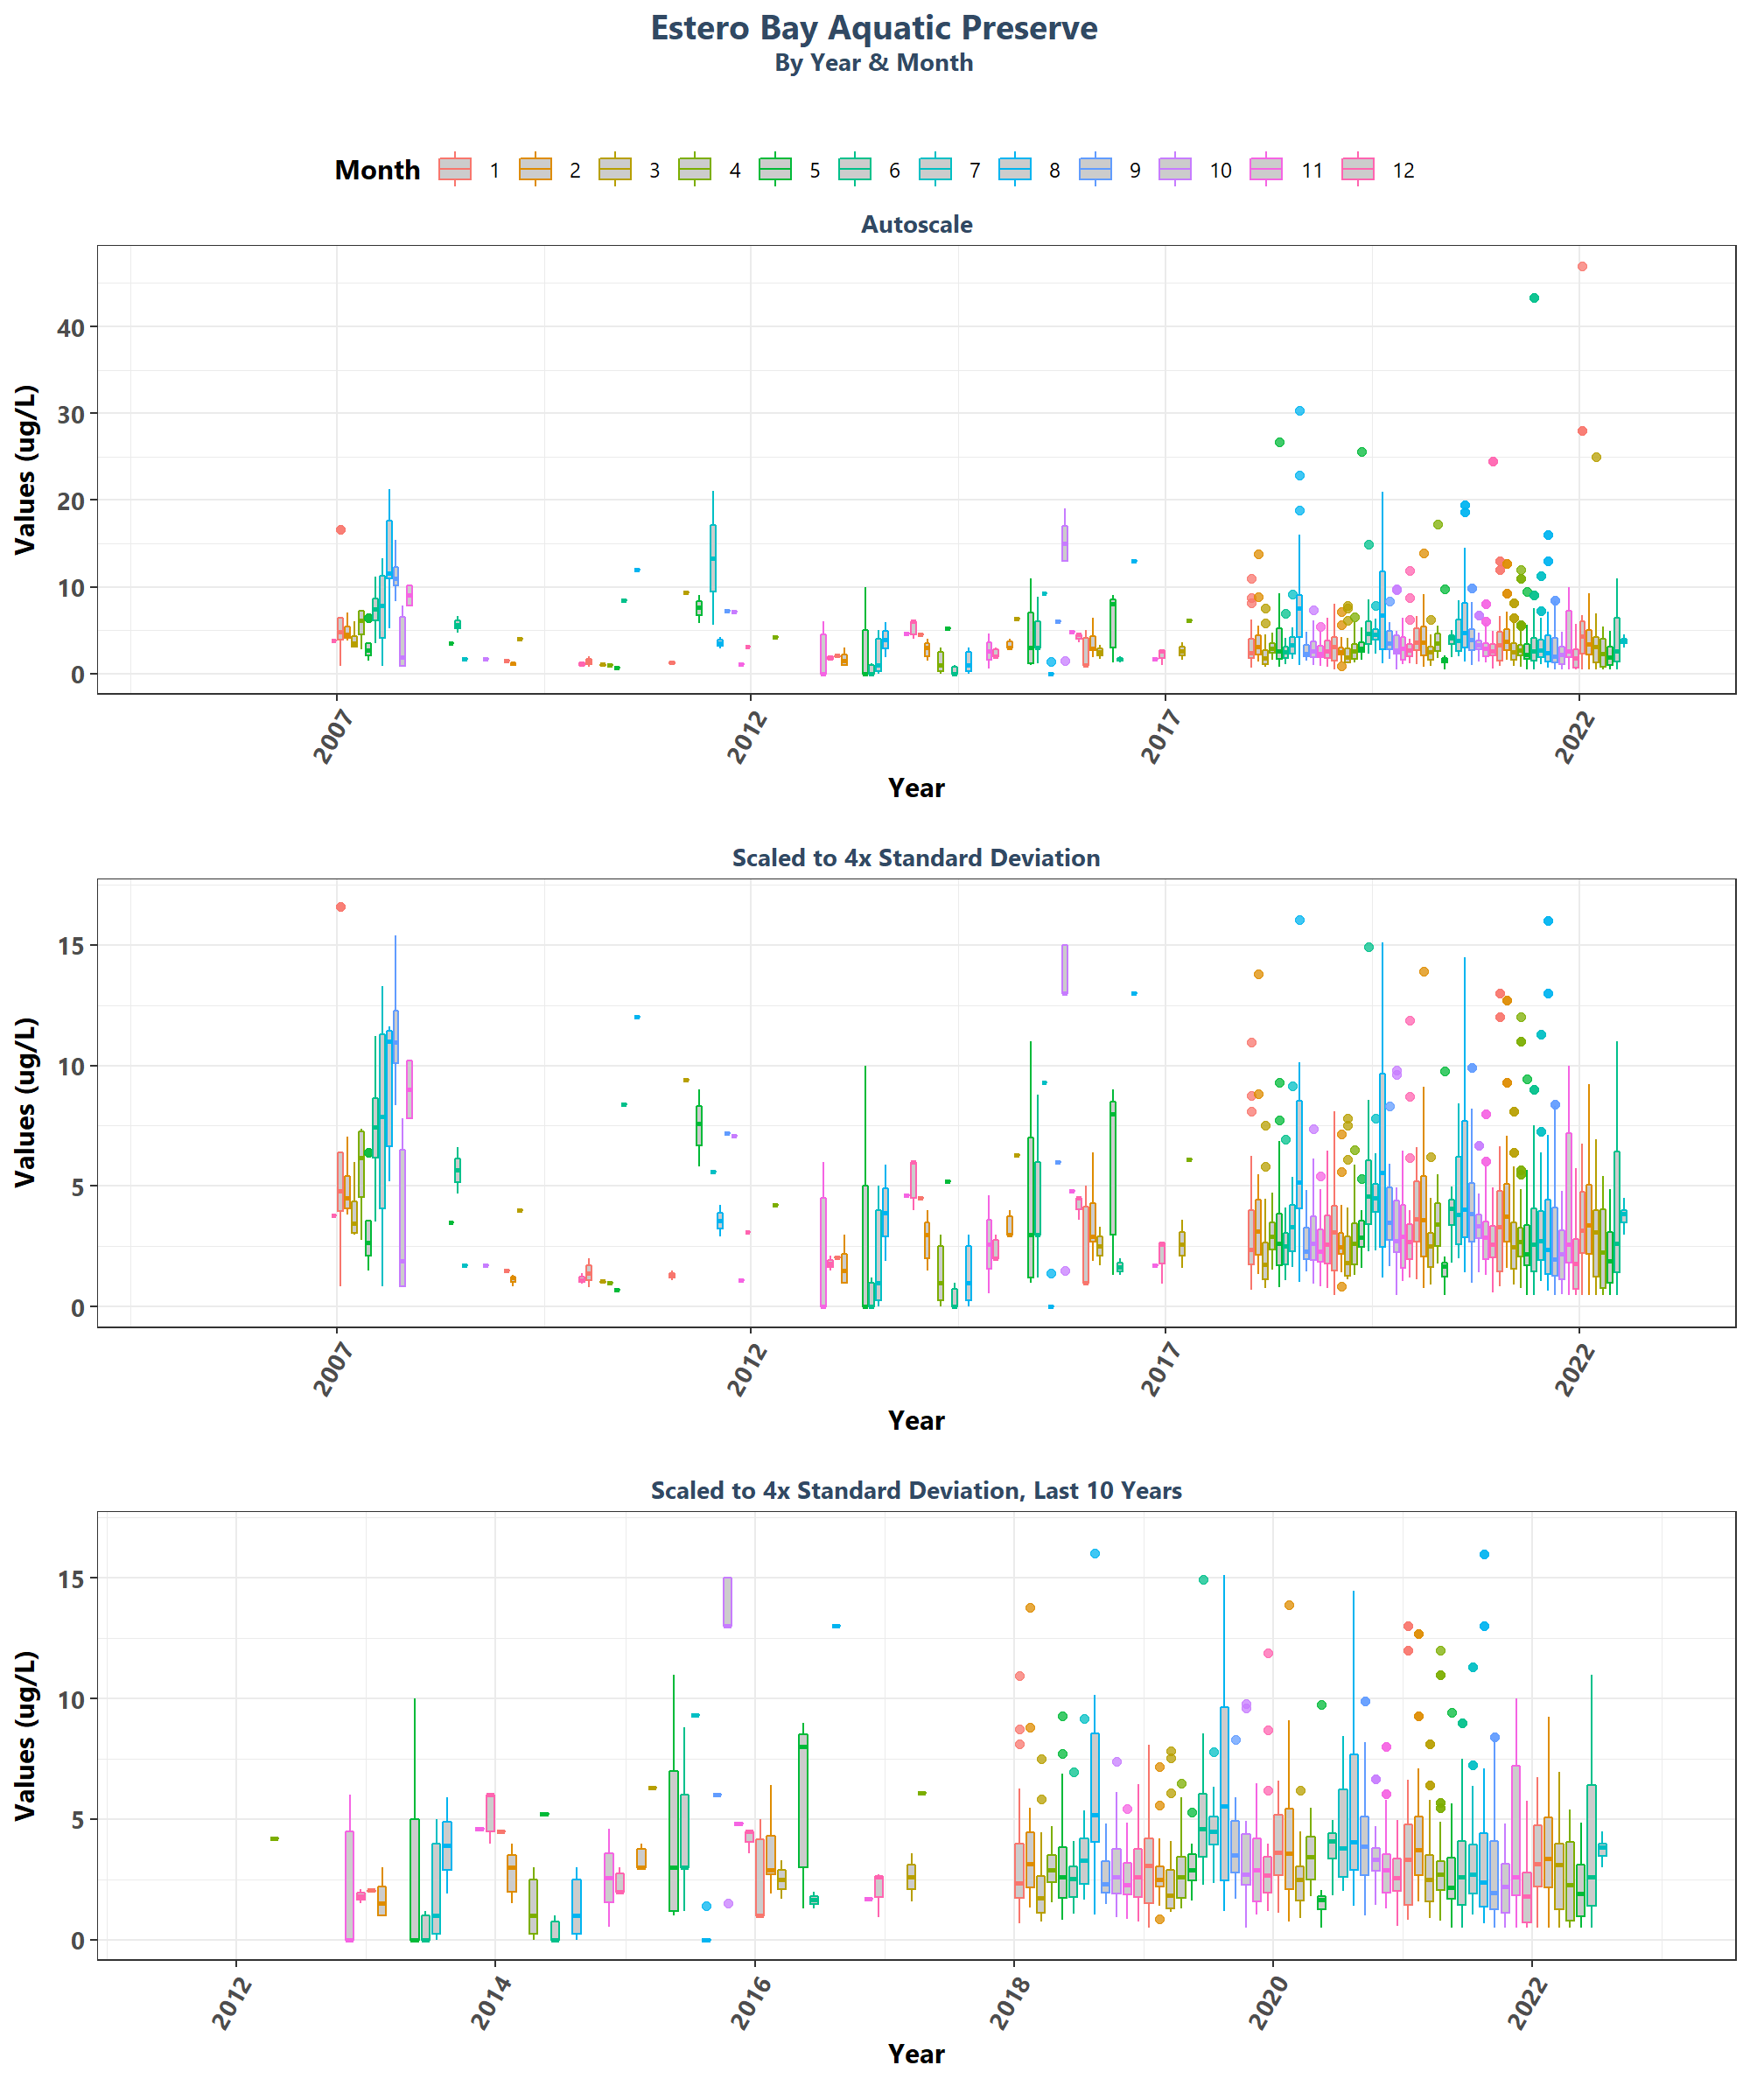 Estero Bay Aquatic Preserve
By Year & Month
Month 1 2 3 4 5 6 7 8 9 10 11 12
Autoscale
Values (ug/L)
40
30
20
10
0
2007 2012 2017 2022
Year
Scaled to 4x Standard Deviation
Values (ug/L)
15
10
5
0
2007 2012 2017 2022
Year
Scaled to 4x Standard Deviation, Last 10 Years
Values (ug/L)
15
10
5
0
2012 2014 2016 2018 2020 2022
Year